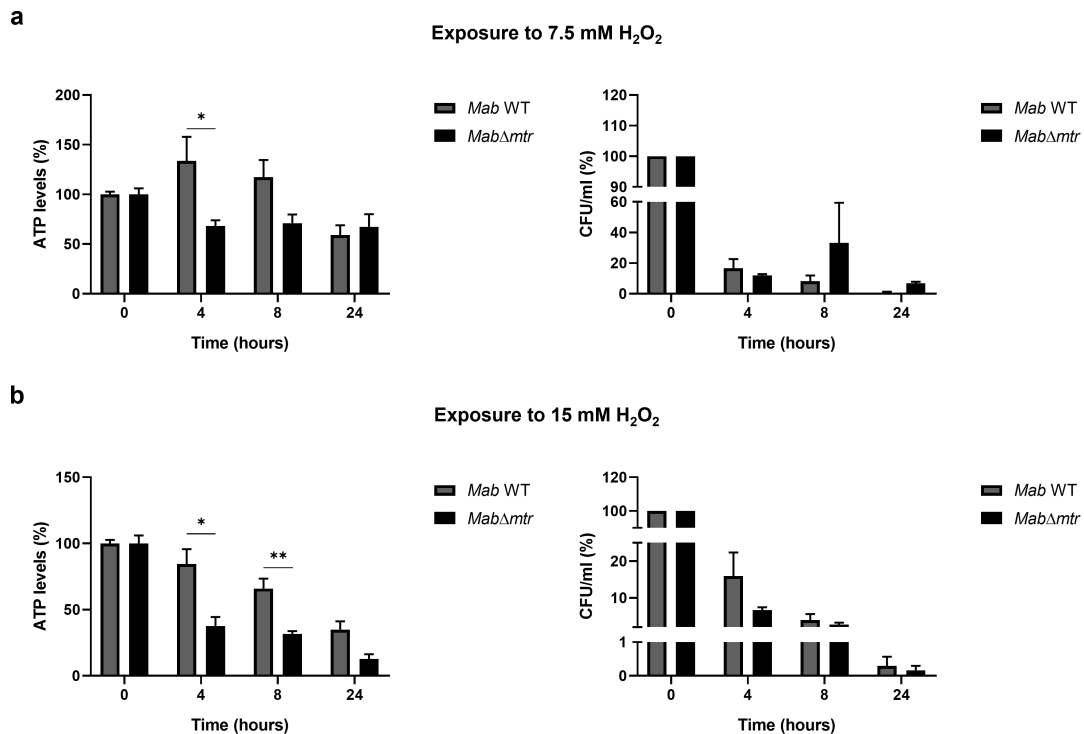 a
Exposure to 7.5 mM H₂O₂
ATP levels (%)
200
150
100
50
0
*
0 4 8 24
Time (hours)
Mab WT
MabΔmtr
CFU/ml (%)
120
110
100
90
60
40
20
0
0 4 8 24
Time (hours)
Mab WT
MabΔmtr
b
Exposure to 15 mM H₂O₂
ATP levels (%)
150
100
50
0
*
**
0 4 8 24
Time (hours)
Mab WT
MabΔmtr
CFU/ml (%)
120
100
20
10
1
0
0 4 8 24
Time (hours)
Mab WT
MabΔmtr